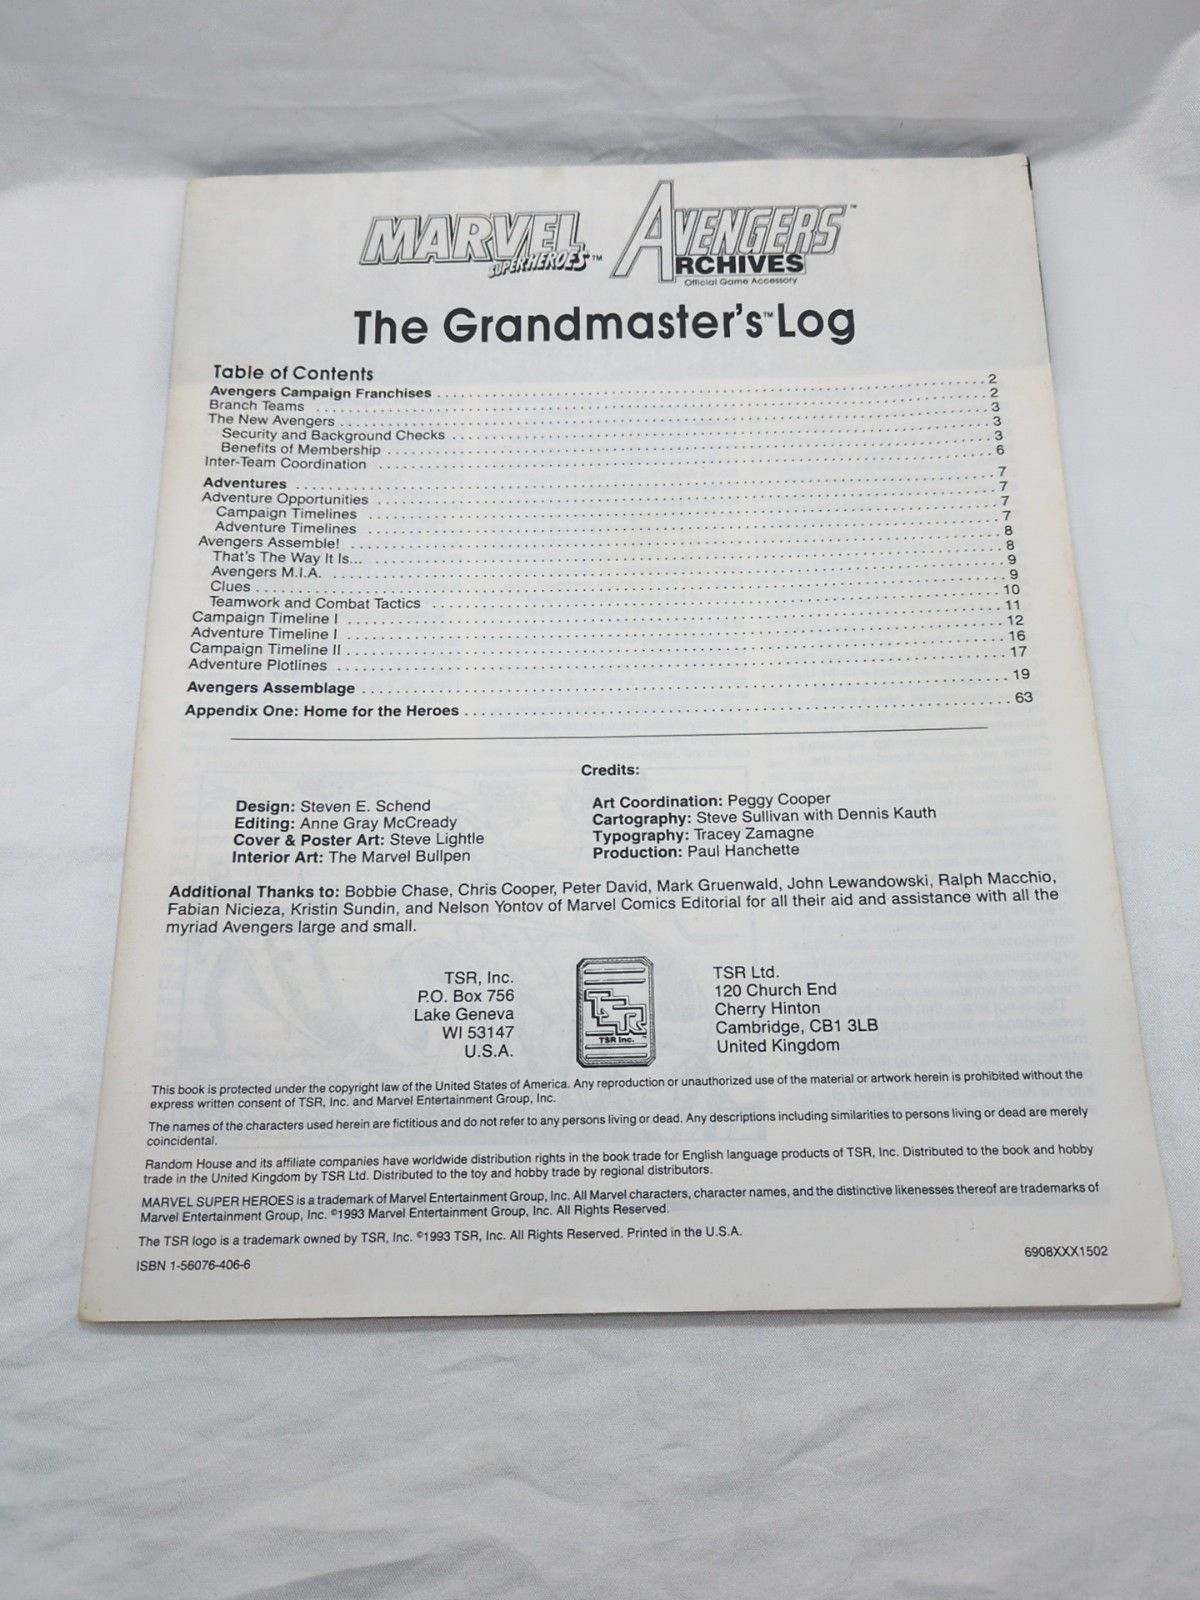 MARVEL SUPER HEROES™ AVENGERS™ ARCHIVES
Official Game Accessory
The Grandmaster's™ Log
Table of Contents
Avengers Campaign Franchises 2
Branch Teams 2
The New Avengers 3
Security and Background Checks 3
Benefits of Membership 3
Inter-Team Coordination 6
Adventures 7
Adventure Opportunities 7
Campaign Timelines 7
Adventure Timelines 7
Avengers Assemble! 8
That's The Way It Is... 8
Avengers M.I.A. 9
Clues 9
Teamwork and Combat Tactics 10
Campaign Timeline I 11
Adventure Timeline I 12
Campaign Timeline II 16
Adventure Plotlines 17
Avengers Assemblage 19
Appendix One: Home for the Heroes 63
Credits:
Design: Steven E. Schend
Editing: Anne Gray McCready
Cover & Poster Art: Steve Lightle
Interior Art: The Marvel Bullpen
Art Coordination: Peggy Cooper
Cartography: Steve Sullivan with Dennis Kauth
Typography: Tracey Zamagne
Production: Paul Hanchette
Additional Thanks to: Bobbie Chase, Chris Cooper, Peter David, Mark Gruenwald, John Lewandowski, Ralph Macchio,
Fabian Nicieza, Kristin Sundin, and Nelson Yontov of Marvel Comics Editorial for all their aid and assistance with all the
myriad Avengers large and small.
TSR, Inc.
P.O. Box 756
Lake Geneva
WI 53147
U.S.A.
TSR
TSR Inc.™
TSR Ltd.
120 Church End
Cherry Hinton
Cambridge, CB1 3LB
United Kingdom
This book is protected under the copyright law of the United States of America. Any reproduction or unauthorized use of the material or artwork herein is prohibited without the
express written consent of TSR, Inc. and Marvel Entertainment Group, Inc.
The names of the characters used herein are fictitious and do not refer to any persons living or dead. Any descriptions including similarities to persons living or dead are merely
coincidental.
Random House and its affiliate companies have worldwide distribution rights in the book trade for English language products of TSR, Inc. Distributed to the book and hobby
trade in the United Kingdom by TSR Ltd. Distributed to the toy and hobby trade by regional distributors.
MARVEL SUPER HEROES is a trademark of Marvel Entertainment Group, Inc. All Marvel characters, character names, and the distinctive likenesses thereof are trademarks of
Marvel Entertainment Group, Inc. ©1993 Marvel Entertainment Group, Inc. All Rights Reserved.
The TSR logo is a trademark owned by TSR, Inc. ©1993 TSR, Inc. All Rights Reserved. Printed in the U.S.A.
ISBN 1-56076-406-6
6908XXX1502